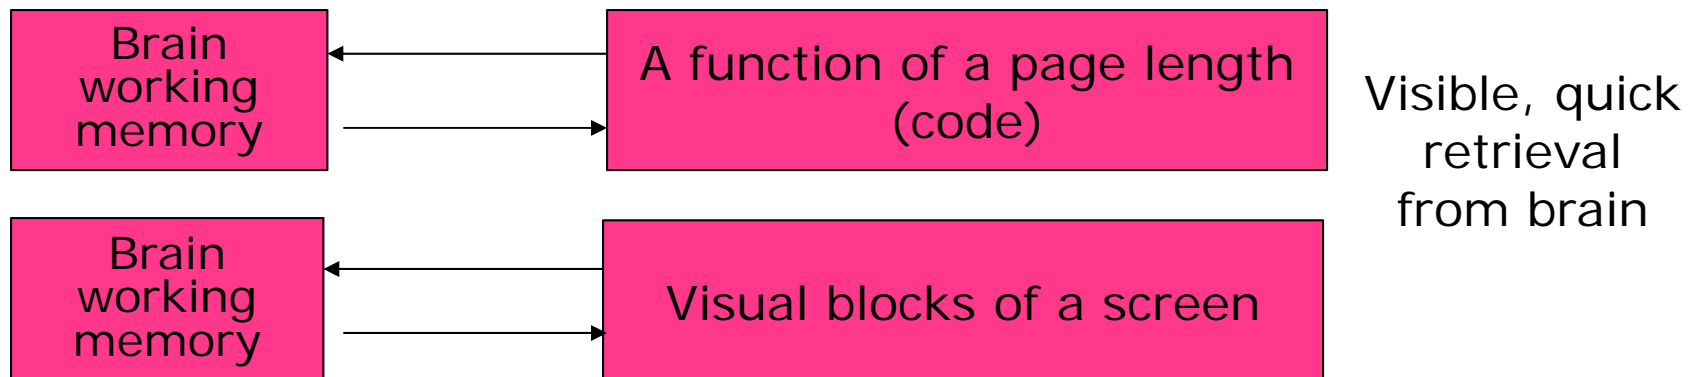 Brain
working
memory
A function of a page length
(code)
Visible, quick
retrieval
from brain
Brain
working
memory
Visual blocks of a screen